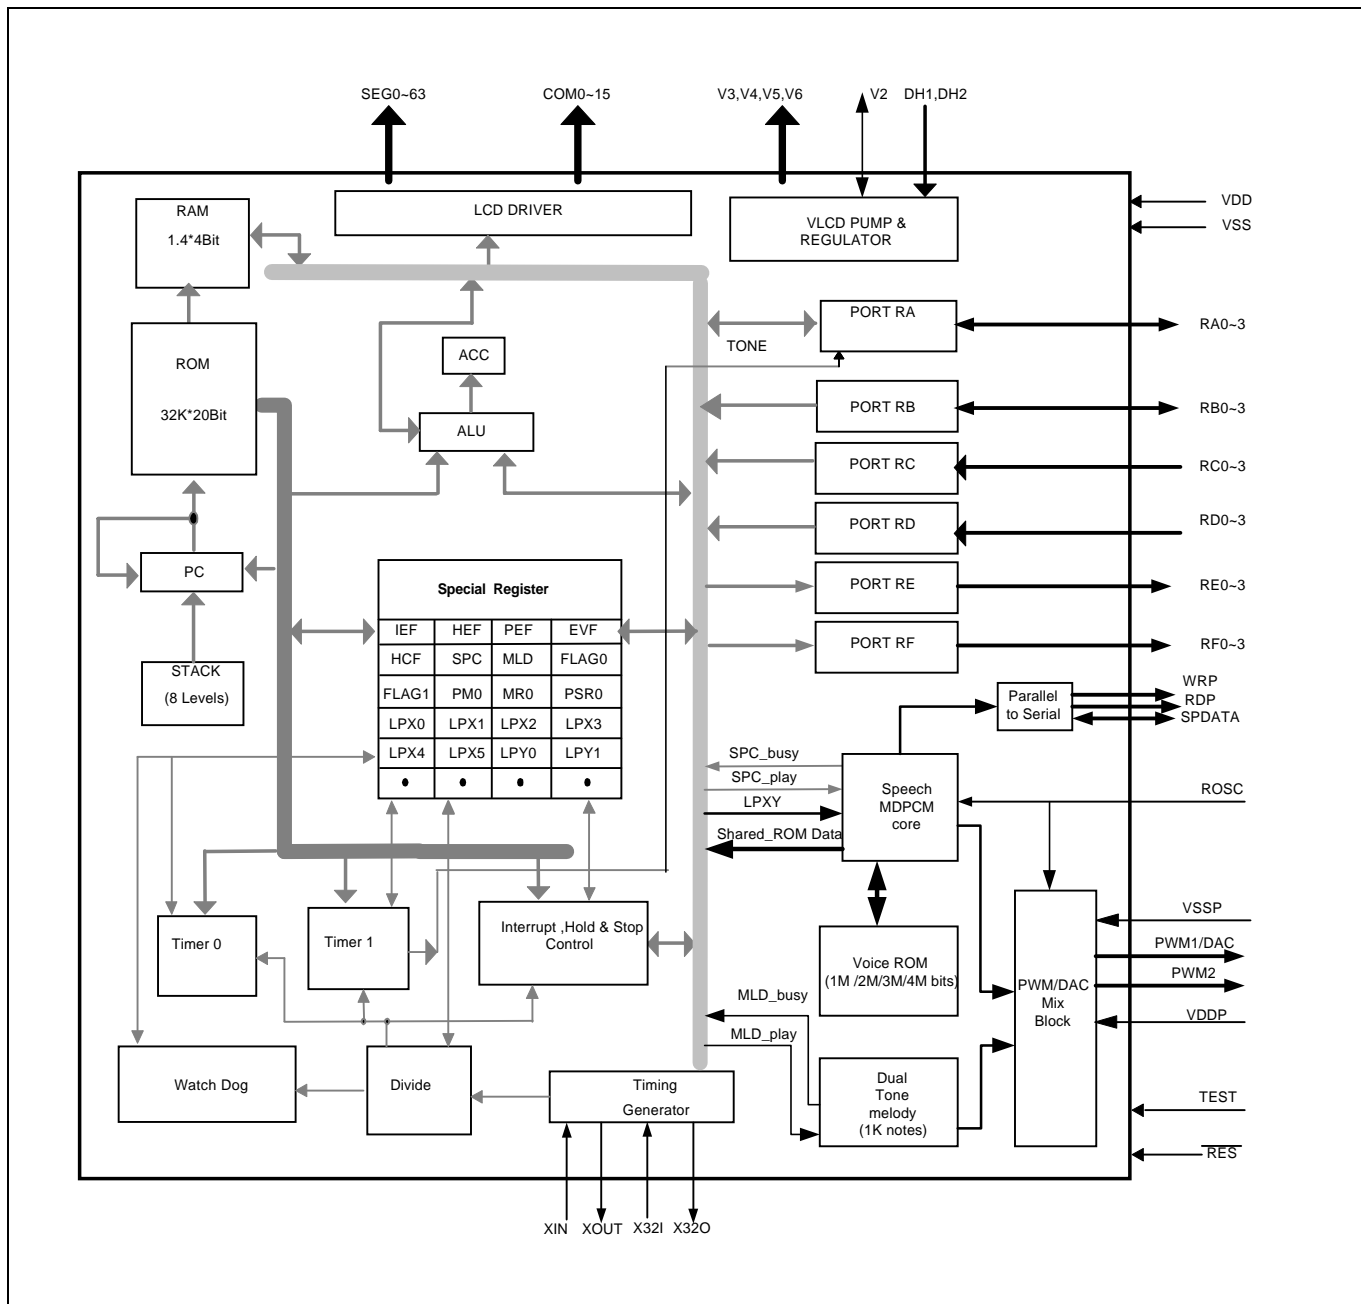 SEG0~63
COM0~15
V3,V4,V5,V6
V2
DH1,DH2
RAM
1.4*4Bit
LCD DRIVER
VLCD PUMP &
REGULATOR
VDD
VSS
ROM
32K*20Bit
ACC
ALU
TONE
PORT RA
RA0~3
PORT RB
RB0~3
PORT RC
RC0~3
PORT RD
RD0~3
PORT RE
RE0~3
PORT RF
RF0~3
PC
STACK
(8 Levels)
Special Register
IEF HEF PEF EVF
HCF SPC MLD FLAG0
FLAG1 PM0 MR0 PSR0
LPX0 LPX1 LPX2 LPX3
LPX4 LPX5 LPY0 LPY1
Parallel
to Serial
WRP
RDP
SPDATA
SPC_busy
SPC_play
LPXY
Shared_ROM Data
Speech
MDPCM
core
ROSC
Timer 0
Timer 1
Interrupt ,Hold & Stop
Control
Voice ROM
(1M /2M/3M/4M bits)
PWM/DAC
Mix
Block
VSSP
PWM1/DAC
PWM2
VDDP
MLD_busy
MLD_play
Watch Dog
Divide
Timing
Generator
Dual
Tone
melody
(1K notes)
TEST
RES
XIN
XOUT
X32I
X32O